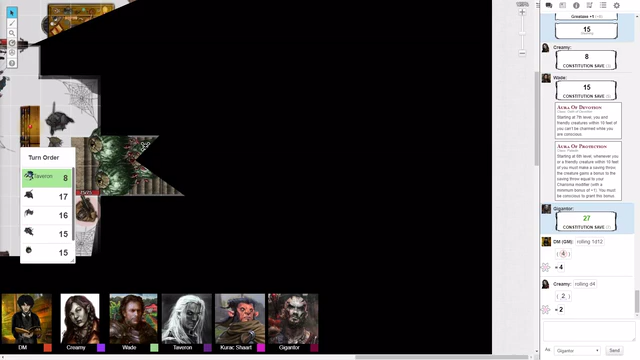 Greataxe +1 (+8)
15
8
17
16
15
15
Turn Order
Taveron
DM
Creamy
Wade
Taveron
Kurac Shaart
Gigantor
Creamy:
8
CONSTITUTION SAVE
Wade:
15
CONSTITUTION SAVE
AURA OF DEVOTION
Starting at 7th level, you and
friendly creatures within 10 feet of
you can't be charmed while you
are conscious
AURA OF PROTECTION
Starting at 6th level, whenever you
or a friendly creature within 10 feet
of you must make a saving throw,
the creature gains a bonus to the
saving throw equal to your
Charisma modifier (with a
minimum bonus of +1). You must
be conscious to grant this bonus
Gigantor:
27
CONSTITUTION SAVE
DM (GM): rolling 1d12
(4)
= 4
Creamy: rolling d4
(2)
= 2
As: Gigantor
Send